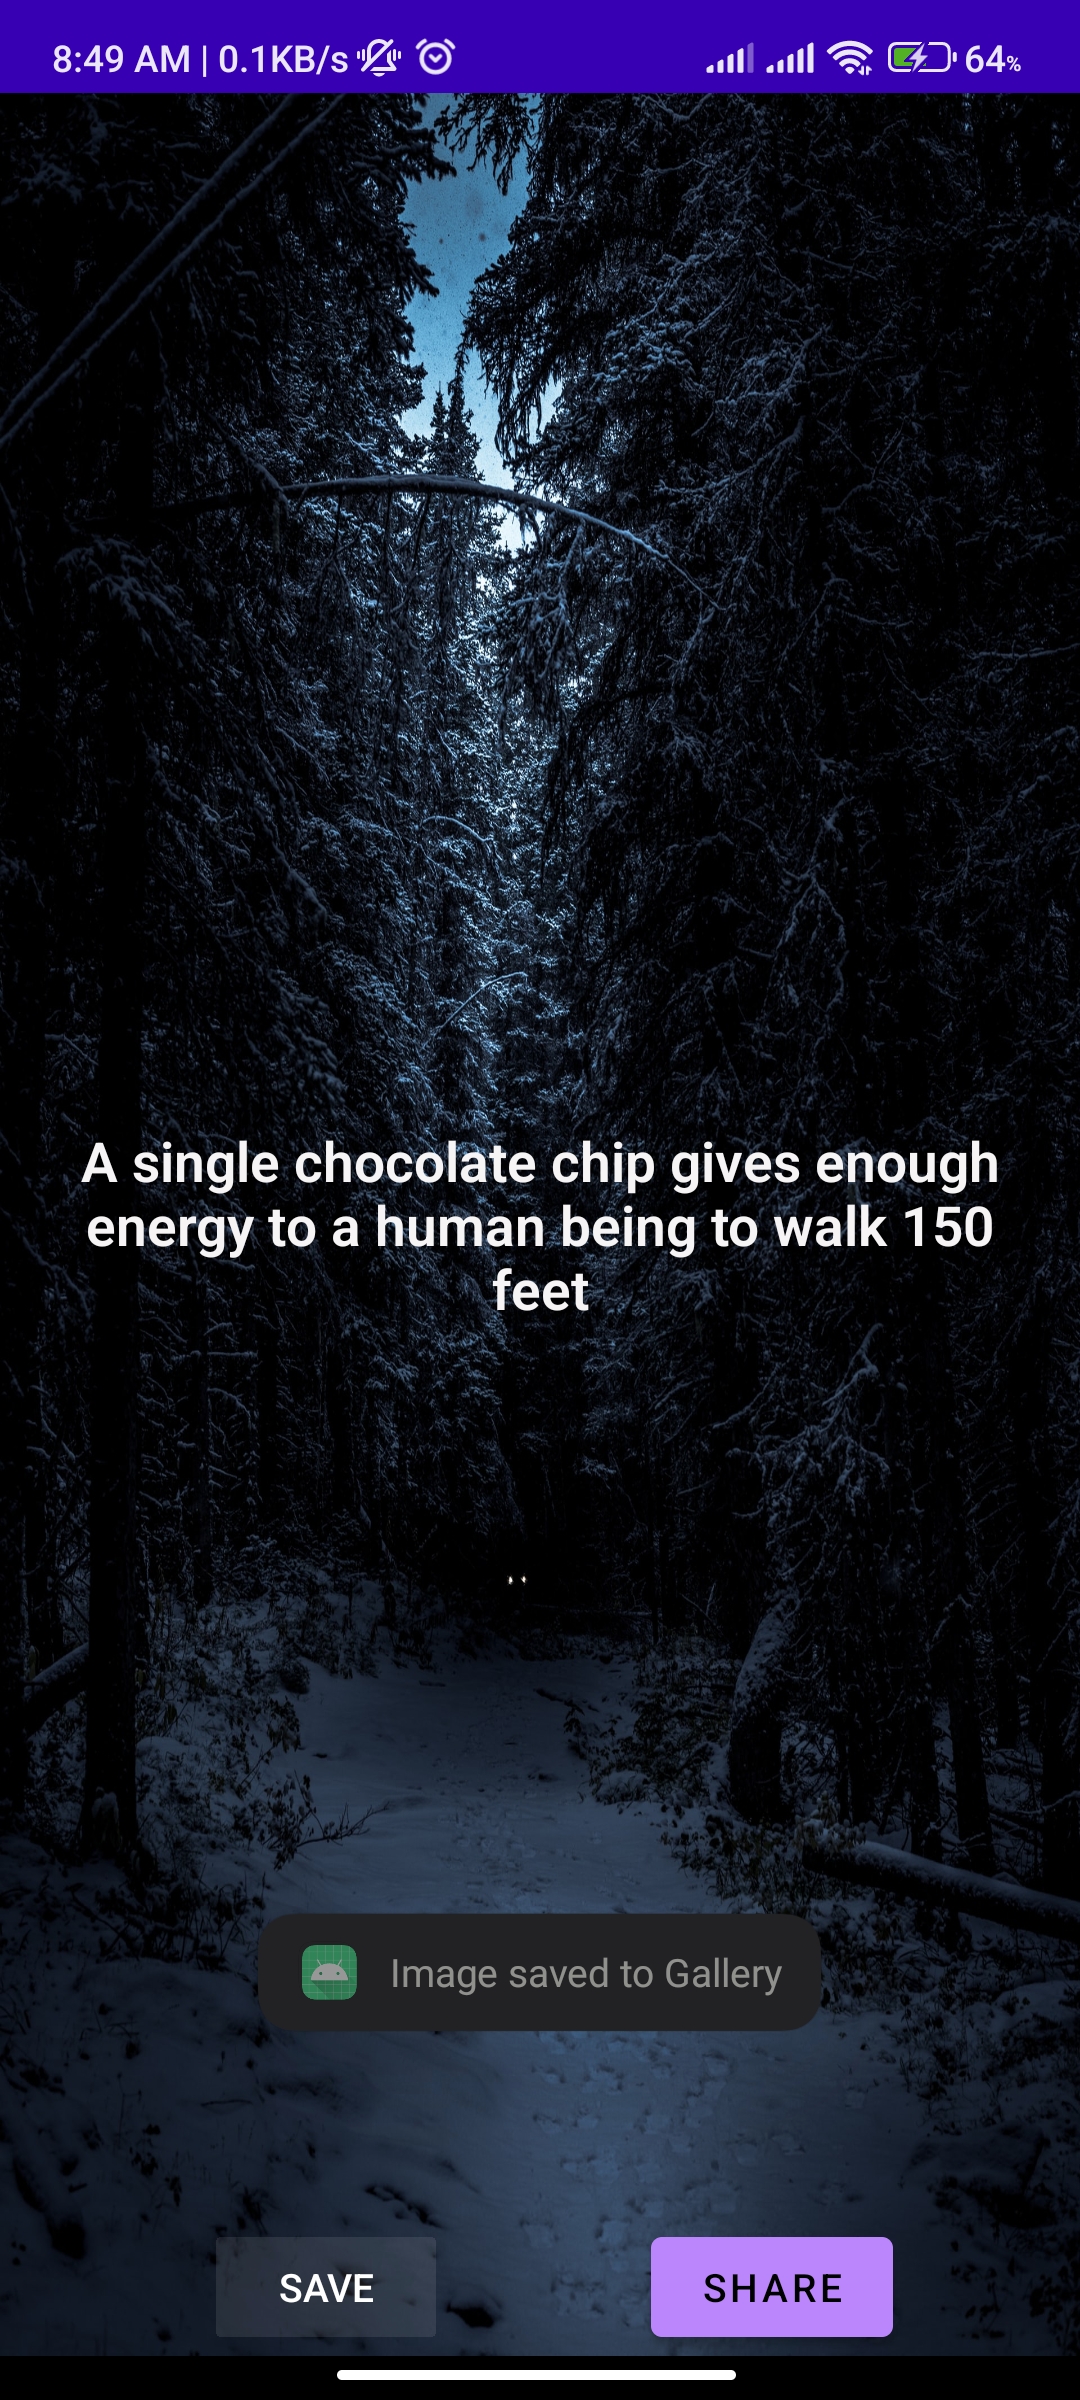 8:49 AM | 0.1KB/s 64%
A single chocolate chip gives enough
energy to a human being to walk 150
feet
Image saved to Gallery
SAVE SHARE